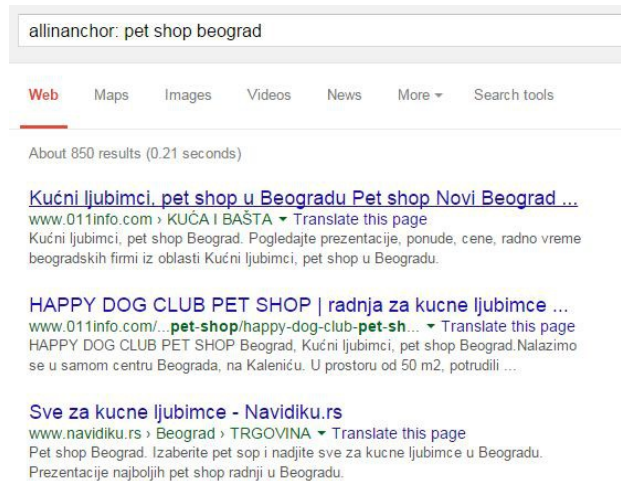 allinanchor: pet shop beograd
Web Maps Images Videos News More Search tools
About 850 results (0.21 seconds)
Kućni ljubimci, pet shop u Beogradu Pet shop Novi Beograd ...
www.011info.com › KUĆA I BAŠTA Translate this page
Kućni ljubimci, pet shop Beograd. Pogledajte prezentacije, ponude, cene, radno vreme
beogradskih firmi iz oblasti Kućni ljubimci, pet shop u Beogradu.
HAPPY DOG CLUB PET SHOP | radnja za kucne ljubimce ...
www.011info.com/...pet-shop/happy-dog-club-pet-sh... Translate this page
HAPPY DOG CLUB PET SHOP Beograd, Kućni ljubimci, pet shop Beograd.Nalazimo
se u samom centru Beograda, na Kaleniću. U prostoru od 50 m2, potrudili ...
Sve za kucne ljubimce - Navidiku.rs
www.navidiku.rs › Beograd › TRGOVINA Translate this page
Pet shop Beograd. Izaberite pet sop i nadjite sve za kucne ljubimce u Beogradu.
Prezentacije najboljih pet shop radnji u Beogradu.